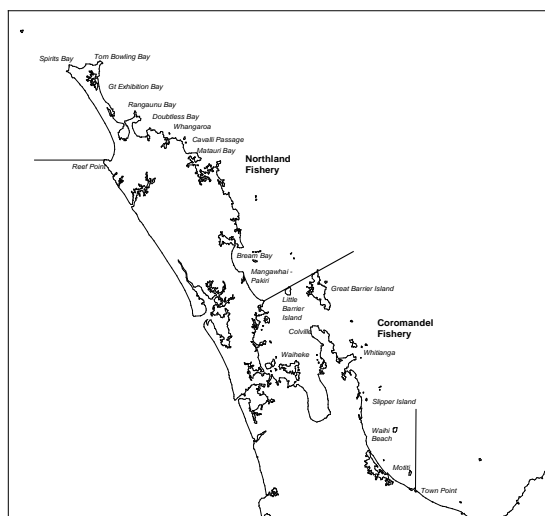 Spirits Bay
Tom Bowling Bay
Gt Exhibition Bay
Rangaunu Bay
Doubtless Bay
Whangaroa
Cavalli Passage
Matauri Bay
Northland
Fishery
Reef Point
Bream Bay
Mangawhai -
Pakiri
Great Barrier Island
Little
Barrier
Island
Colville
Coromandel
Fishery
Waiheke
Whitianga
Slipper Island
Waihi
Beach
Motiti
Town Point